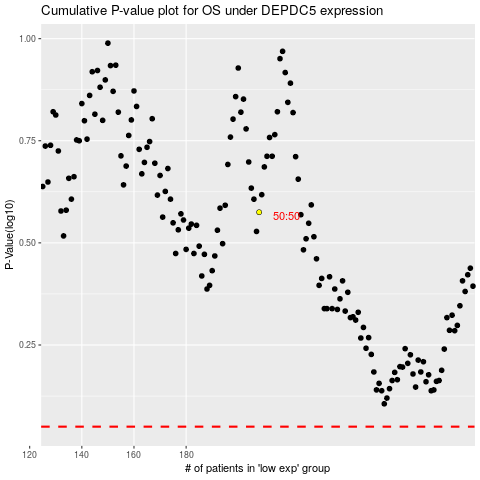 Cumulative P-value plot for OS under DEPDC5 expression
P-Value(log10)
1.00
0.75
0.50
0.25
50:50
120 140 160 180
# of patients in 'low exp' group